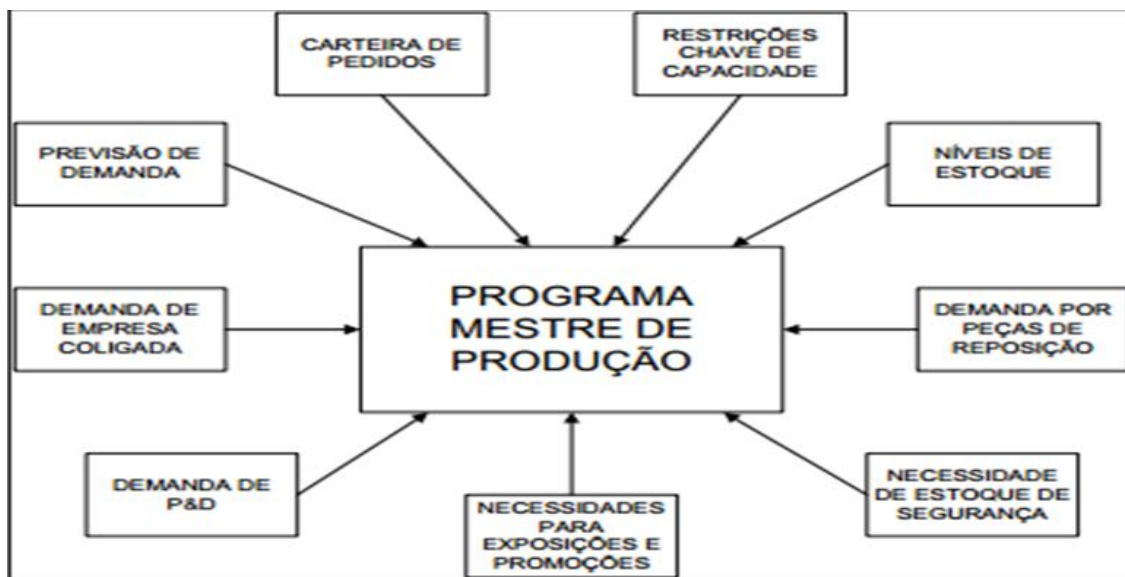 CARTEIRA DE
PEDIDOS
RESTRIÇÕES
CHAVE DE
CAPACIDADE
PREVISÃO DE
DEMANDA
NÍVEIS DE
ESTOQUE
PROGRAMA
MESTRE DE
PRODUÇÃO
DEMANDA DE
EMPRESA
COLIGADA
DEMANDA POR
PEÇAS DE
REPOSIÇÃO
DEMANDA DE
P&D
NECESSIDADES
PARA
EXPOSIÇÕES E
PROMOÇÕES
NECESSIDADE
DE ESTOQUE DE
SEGURANÇA